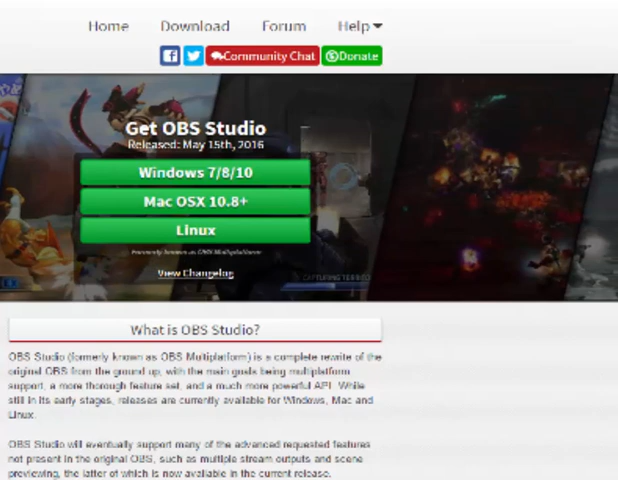 Home Download Forum Help
Community Chat Donate
Get OBS Studio
Released: May 15th, 2016
Windows 7/8/10
Mac OSX 10.8+
Linux
Formerly known as OBS Multiplatform
View Changelog
What is OBS Studio?
OBS Studio (formerly known as OBS Multiplatform) is a complete rewrite of the
original OBS from the ground up, with the main goals being multiplatform
support, a more thorough feature set, and a much more powerful API. While
still in its early stages, releases are currently available for Windows, Mac and
Linux.
OBS Studio will eventually support many of the advanced requested features
not present in the original OBS, such as multiple stream outputs and scene
previewing, the latter of which is now available in the current release.